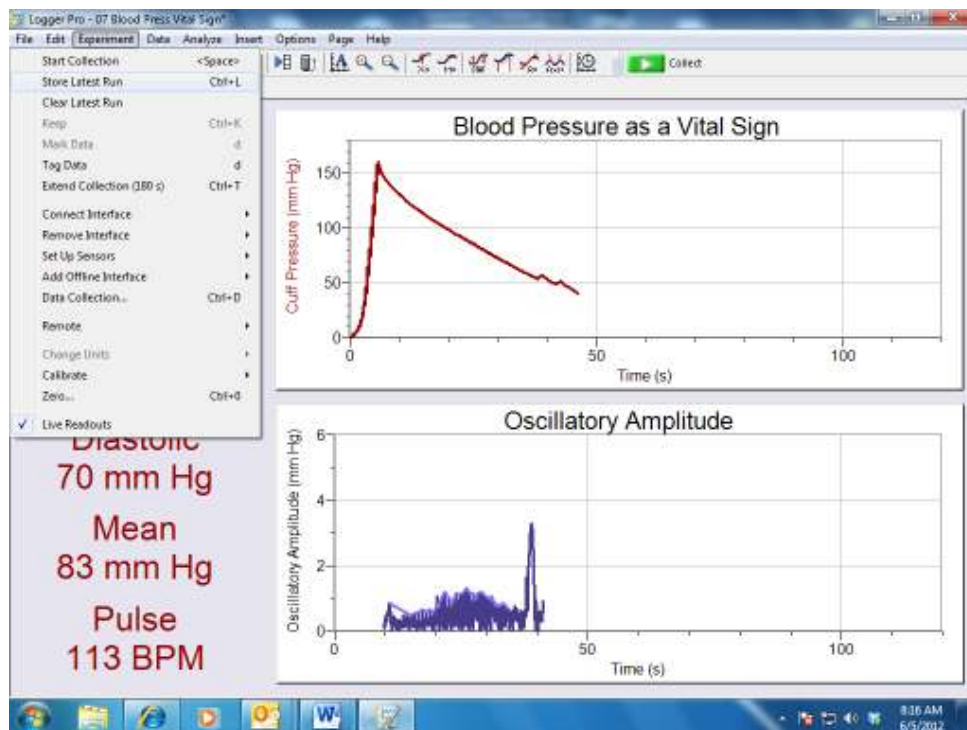 Logger Pro - 07 Blood Press Vital Sign*
File Edit Experiment Data Analyze Insert Options Page Help
Start Collection <Space>
Store Latest Run Ctrl+L
Clear Latest Run
Keep Ctrl+K
Mark Data d
Tag Data d
Extend Collection (180 s) Ctrl+T
Connect Interface
Remove Interface
Set Up Sensors
Add Offline Interface
Data Collection... Ctrl+D
Remote
Change Units
Calibrate
Zero... Ctrl+0
Live Readouts
Collect
Blood Pressure as a Vital Sign
Cuff Pressure (mm Hg)
150
100
50
0
0 50 100
Time (s)
Diastolic
70 mm Hg
Mean
83 mm Hg
Pulse
113 BPM
Oscillatory Amplitude
Oscillatory Amplitude (mm Hg)
6
4
2
0
0 50 100
Time (s)
8:16 AM
6/5/2012